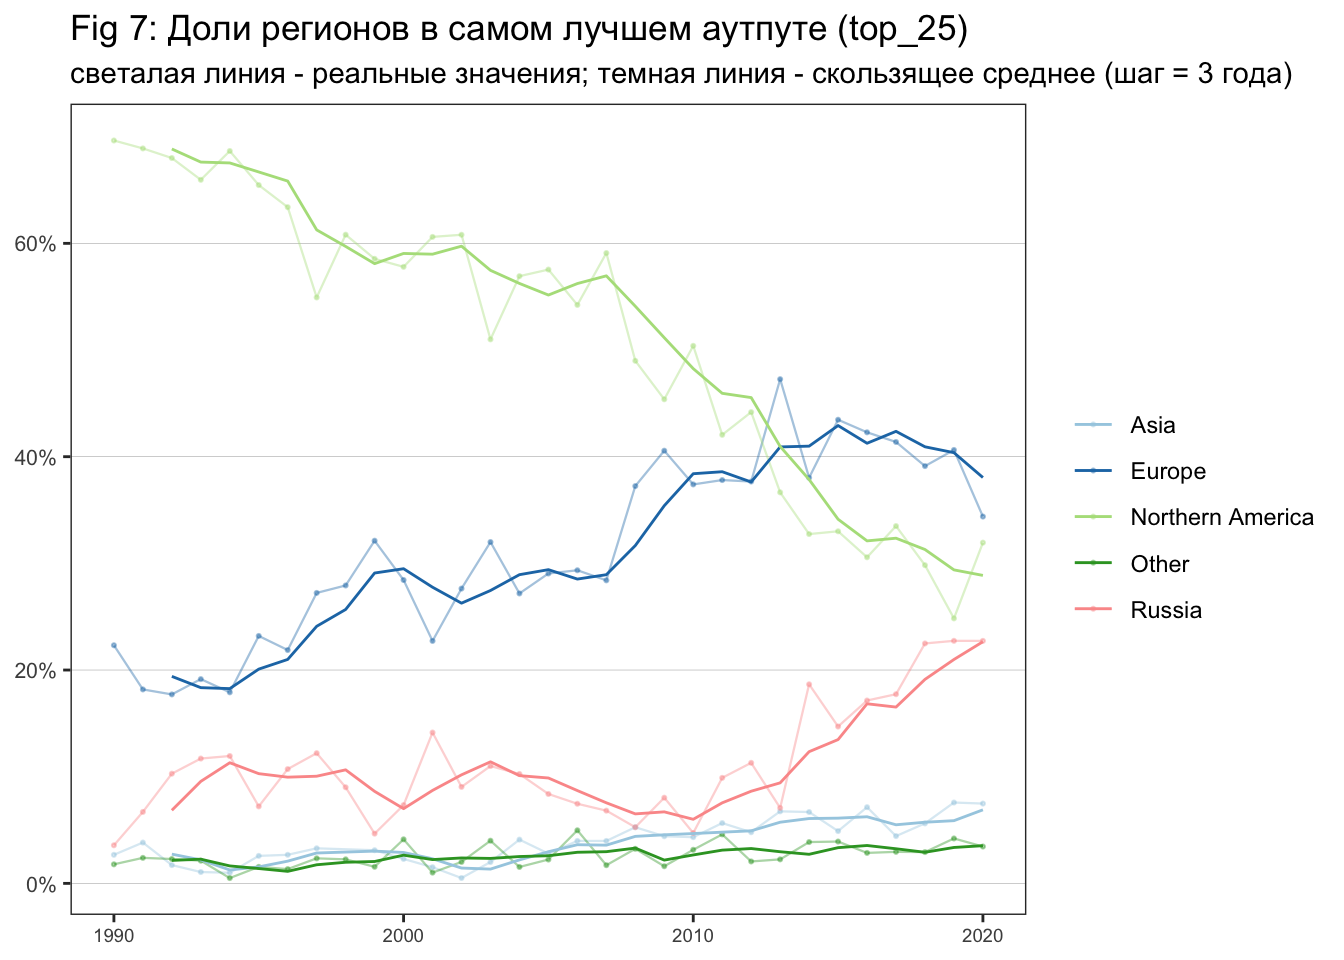 Fig 7: Доли регионов в самом лучшем аутпуте (top_25)
светалая линия - реальные значения; темная линия - скользящее среднее (шаг = 3 года)
60%
40%
20%
0%
1990
2000
2010
2020
Asia
Europe
Northern America
Other
Russia